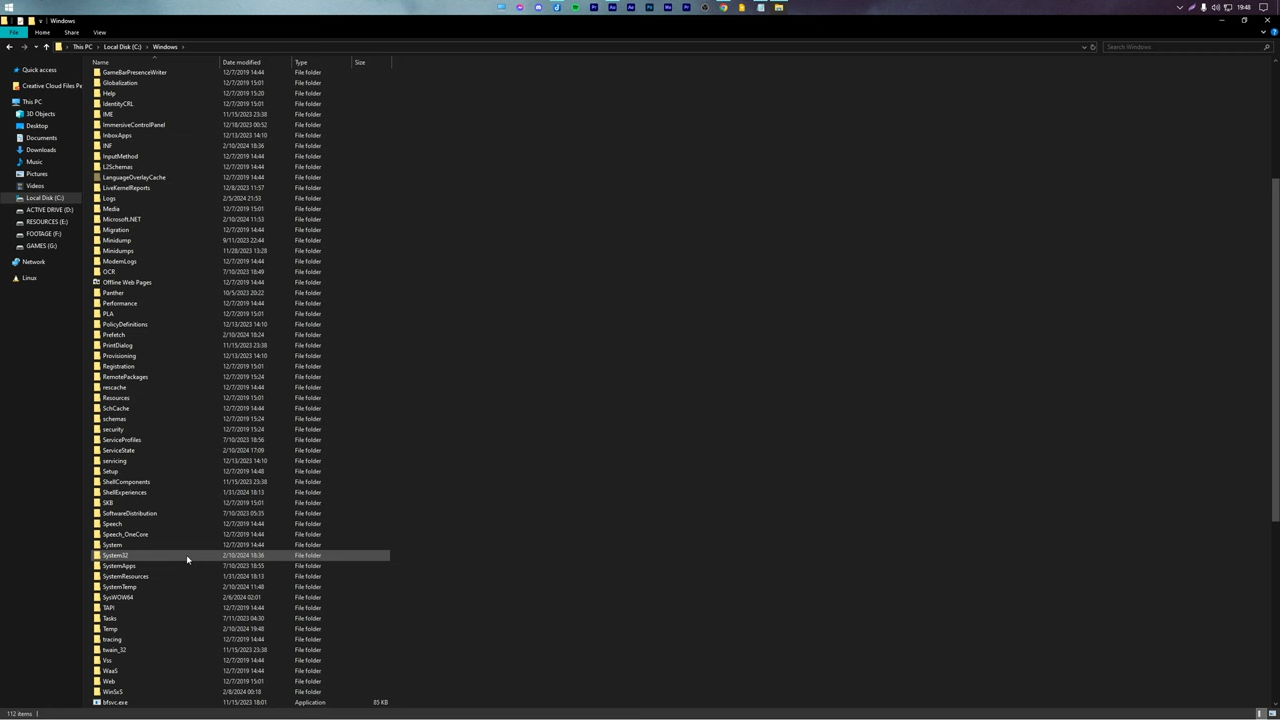 Windows
19:48
File Home Share View
This PC Local Disk (C:) Windows
Search Windows
Name Date modified Type Size
Quick access
Creative Cloud Files Pe
This PC
3D Objects
Desktop
Documents
Downloads
Music
Pictures
Videos
Local Disk (C:)
ACTIVE DRIVE (D:)
RESOURCES (E:)
FOOTAGE (F:)
GAMES (G:)
Network
Linux
GameBarPresenceWriter 12/7/2019 14:44 File folder
Globalization 12/7/2019 15:01 File folder
Help 12/7/2019 15:20 File folder
IdentityCRL 12/7/2019 15:01 File folder
IME 11/15/2023 23:38 File folder
ImmersiveControlPanel 12/18/2023 00:52 File folder
InboxApps 12/13/2023 14:10 File folder
INF 2/10/2024 18:36 File folder
InputMethod 12/7/2019 14:44 File folder
L2Schemas 12/7/2019 14:44 File folder
LanguageOverlayCache 12/7/2019 14:44 File folder
LiveKernelReports 12/8/2023 11:57 File folder
Logs 2/5/2024 21:53 File folder
Media 12/7/2019 15:01 File folder
Microsoft.NET 2/10/2024 11:53 File folder
Migration 12/7/2019 14:44 File folder
Minidump 9/11/2023 22:44 File folder
Minidumps 11/28/2023 13:28 File folder
ModemLogs 12/7/2019 14:44 File folder
OCR 7/10/2023 18:49 File folder
Offline Web Pages 12/7/2019 14:44 File folder
Panther 10/5/2023 20:22 File folder
Performance 12/7/2019 14:44 File folder
PLA 12/7/2019 15:01 File folder
PolicyDefinitions 12/13/2023 14:10 File folder
Prefetch 2/10/2024 18:24 File folder
PrintDialog 11/15/2023 23:38 File folder
Provisioning 12/13/2023 14:10 File folder
Registration 12/7/2019 15:01 File folder
RemotePackages 12/7/2019 15:24 File folder
rescache 12/7/2019 14:44 File folder
Resources 12/7/2019 15:01 File folder
SchCache 12/7/2019 14:44 File folder
schemas 12/7/2019 15:24 File folder
security 12/7/2019 15:24 File folder
ServiceProfiles 7/10/2023 18:56 File folder
ServiceState 2/10/2024 17:09 File folder
servicing 12/13/2023 14:10 File folder
Setup 12/7/2019 14:48 File folder
ShellComponents 11/15/2023 23:38 File folder
ShellExperiences 1/31/2024 18:13 File folder
SKB 12/7/2019 15:01 File folder
SoftwareDistribution 7/10/2023 05:35 File folder
Speech 12/7/2019 14:44 File folder
Speech_OneCore 12/7/2019 14:44 File folder
System 12/7/2019 14:44 File folder
System32 2/10/2024 18:36 File folder
SystemApps 7/10/2023 18:55 File folder
SystemResources 1/31/2024 18:13 File folder
SystemTemp 2/10/2024 11:48 File folder
SysWOW64 2/6/2024 02:01 File folder
TAPI 12/7/2019 14:44 File folder
Tasks 7/11/2023 04:30 File folder
Temp 2/10/2024 19:48 File folder
tracing 12/7/2019 14:44 File folder
twain_32 11/15/2023 23:38 File folder
Vss 12/7/2019 14:44 File folder
WaaS 12/7/2019 14:44 File folder
Web 12/7/2019 15:01 File folder
WinSxS 2/8/2024 00:18 File folder
bfsvc.exe 11/15/2023 18:01 Application 85 KB
112 items